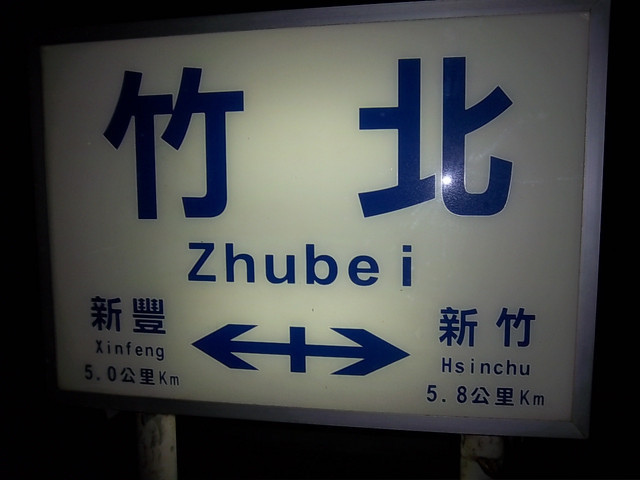 竹北
Zhubei
新豐
Xinfeng
5.0公里Km
新竹
Hsinchu
5.8公里Km